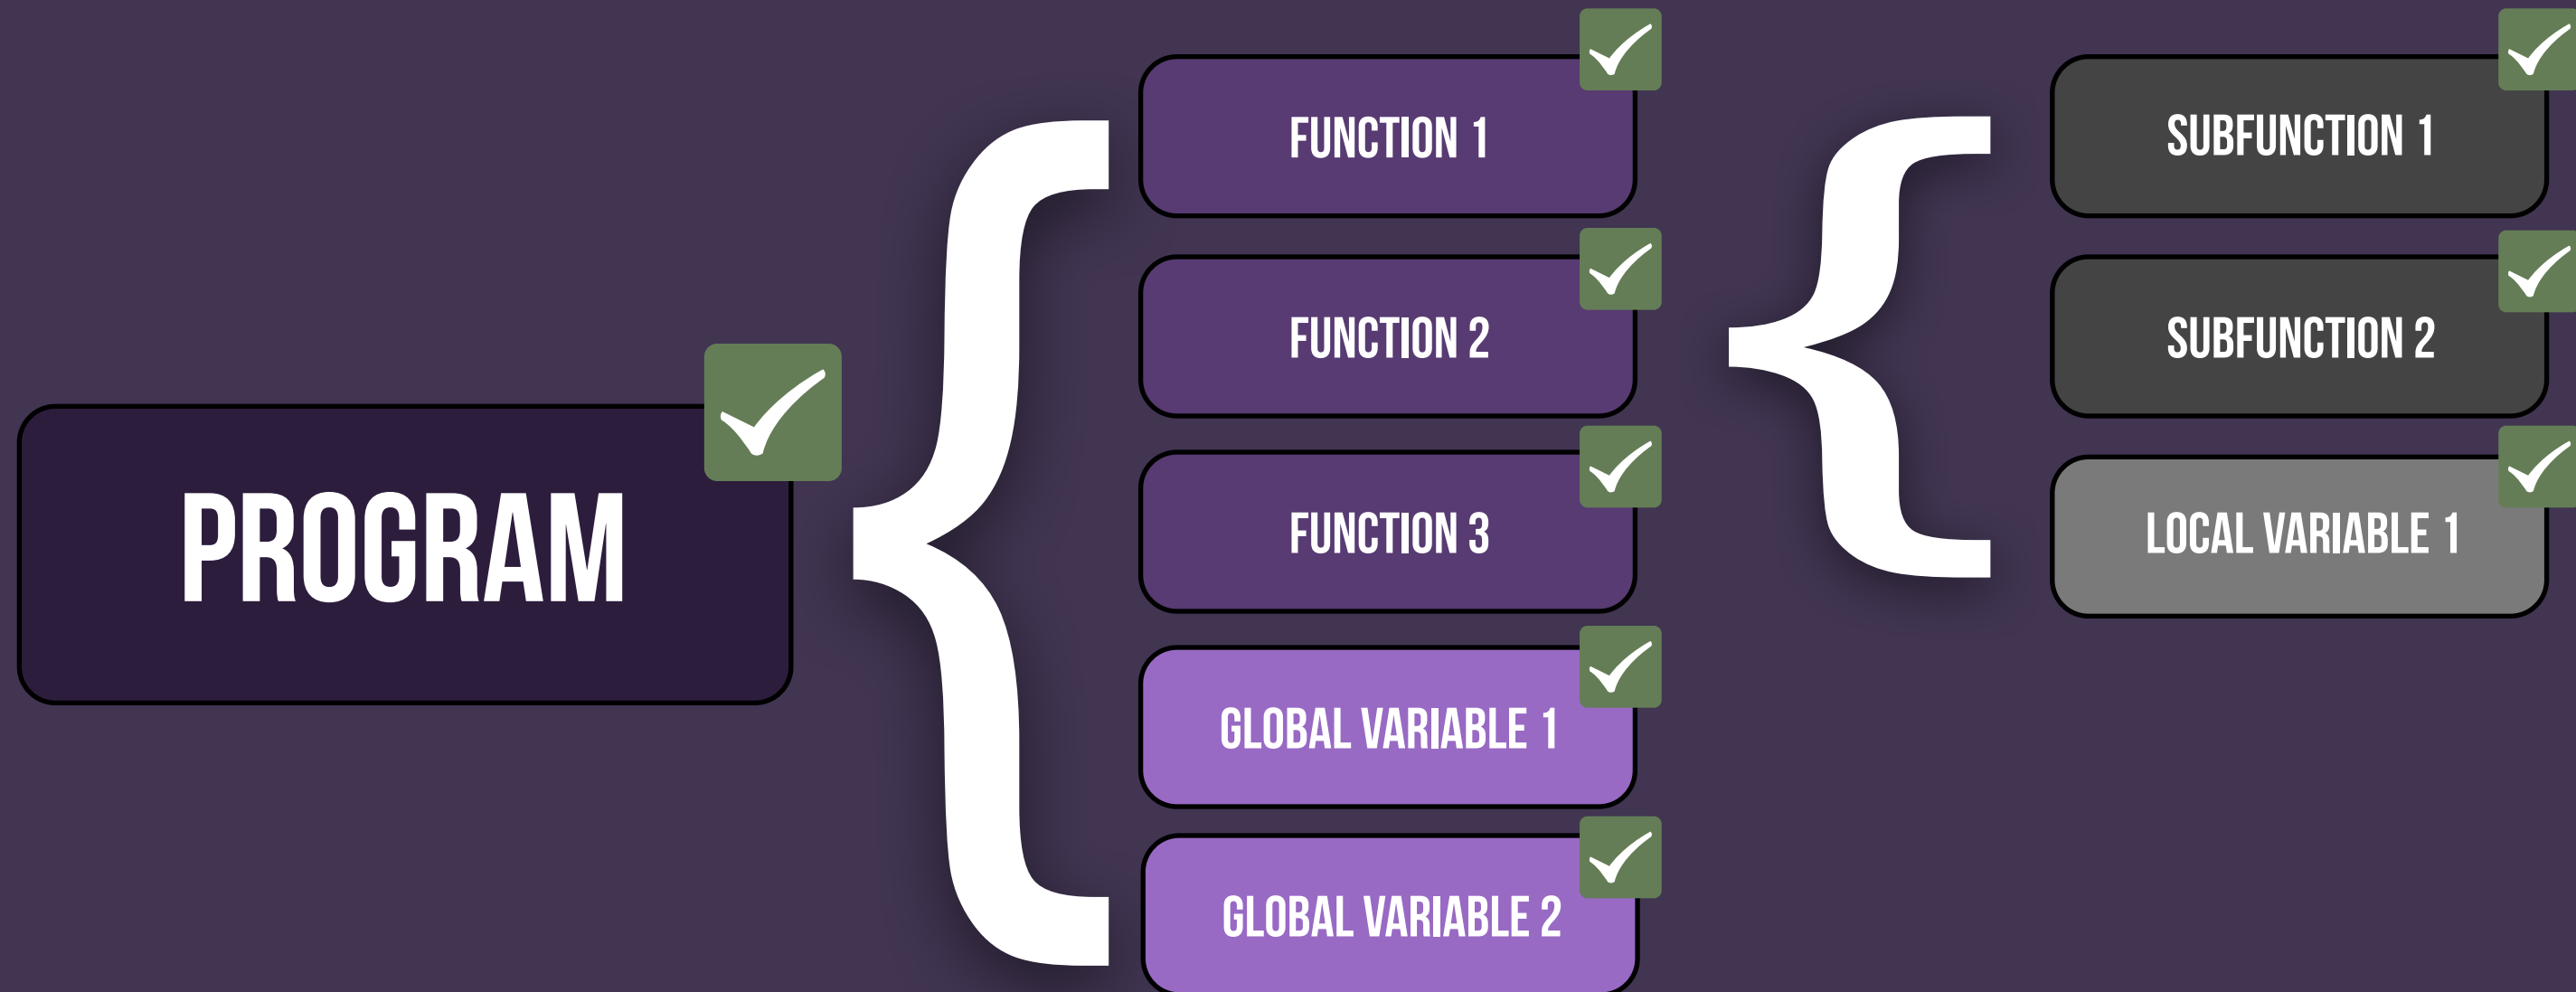 PROGRAM
FUNCTION 1
FUNCTION 2
FUNCTION 3
GLOBAL VARIABLE 1
GLOBAL VARIABLE 2
SUBFUNCTION 1
SUBFUNCTION 2
LOCAL VARIABLE 1